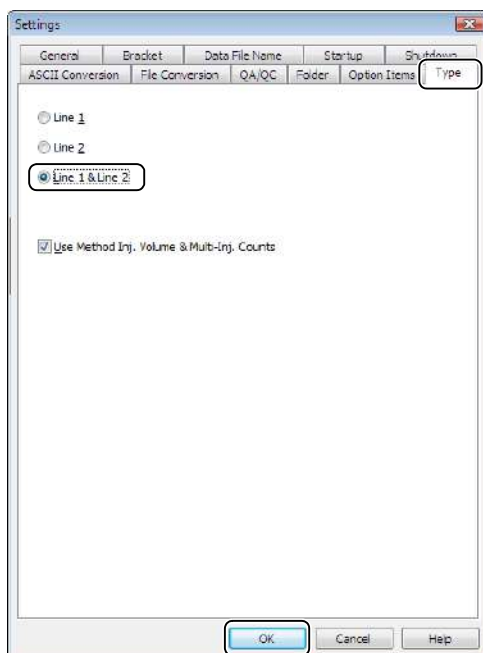 Settings
General Bracket Data File Name Startup Shutdown
ASCII Conversion File Conversion QA/QC Folder Option Items Type
Line 1
Line 2
Line 1 & Line 2
Use Method Inj. Volume & Multi-Inj. Counts
OK Cancel Help